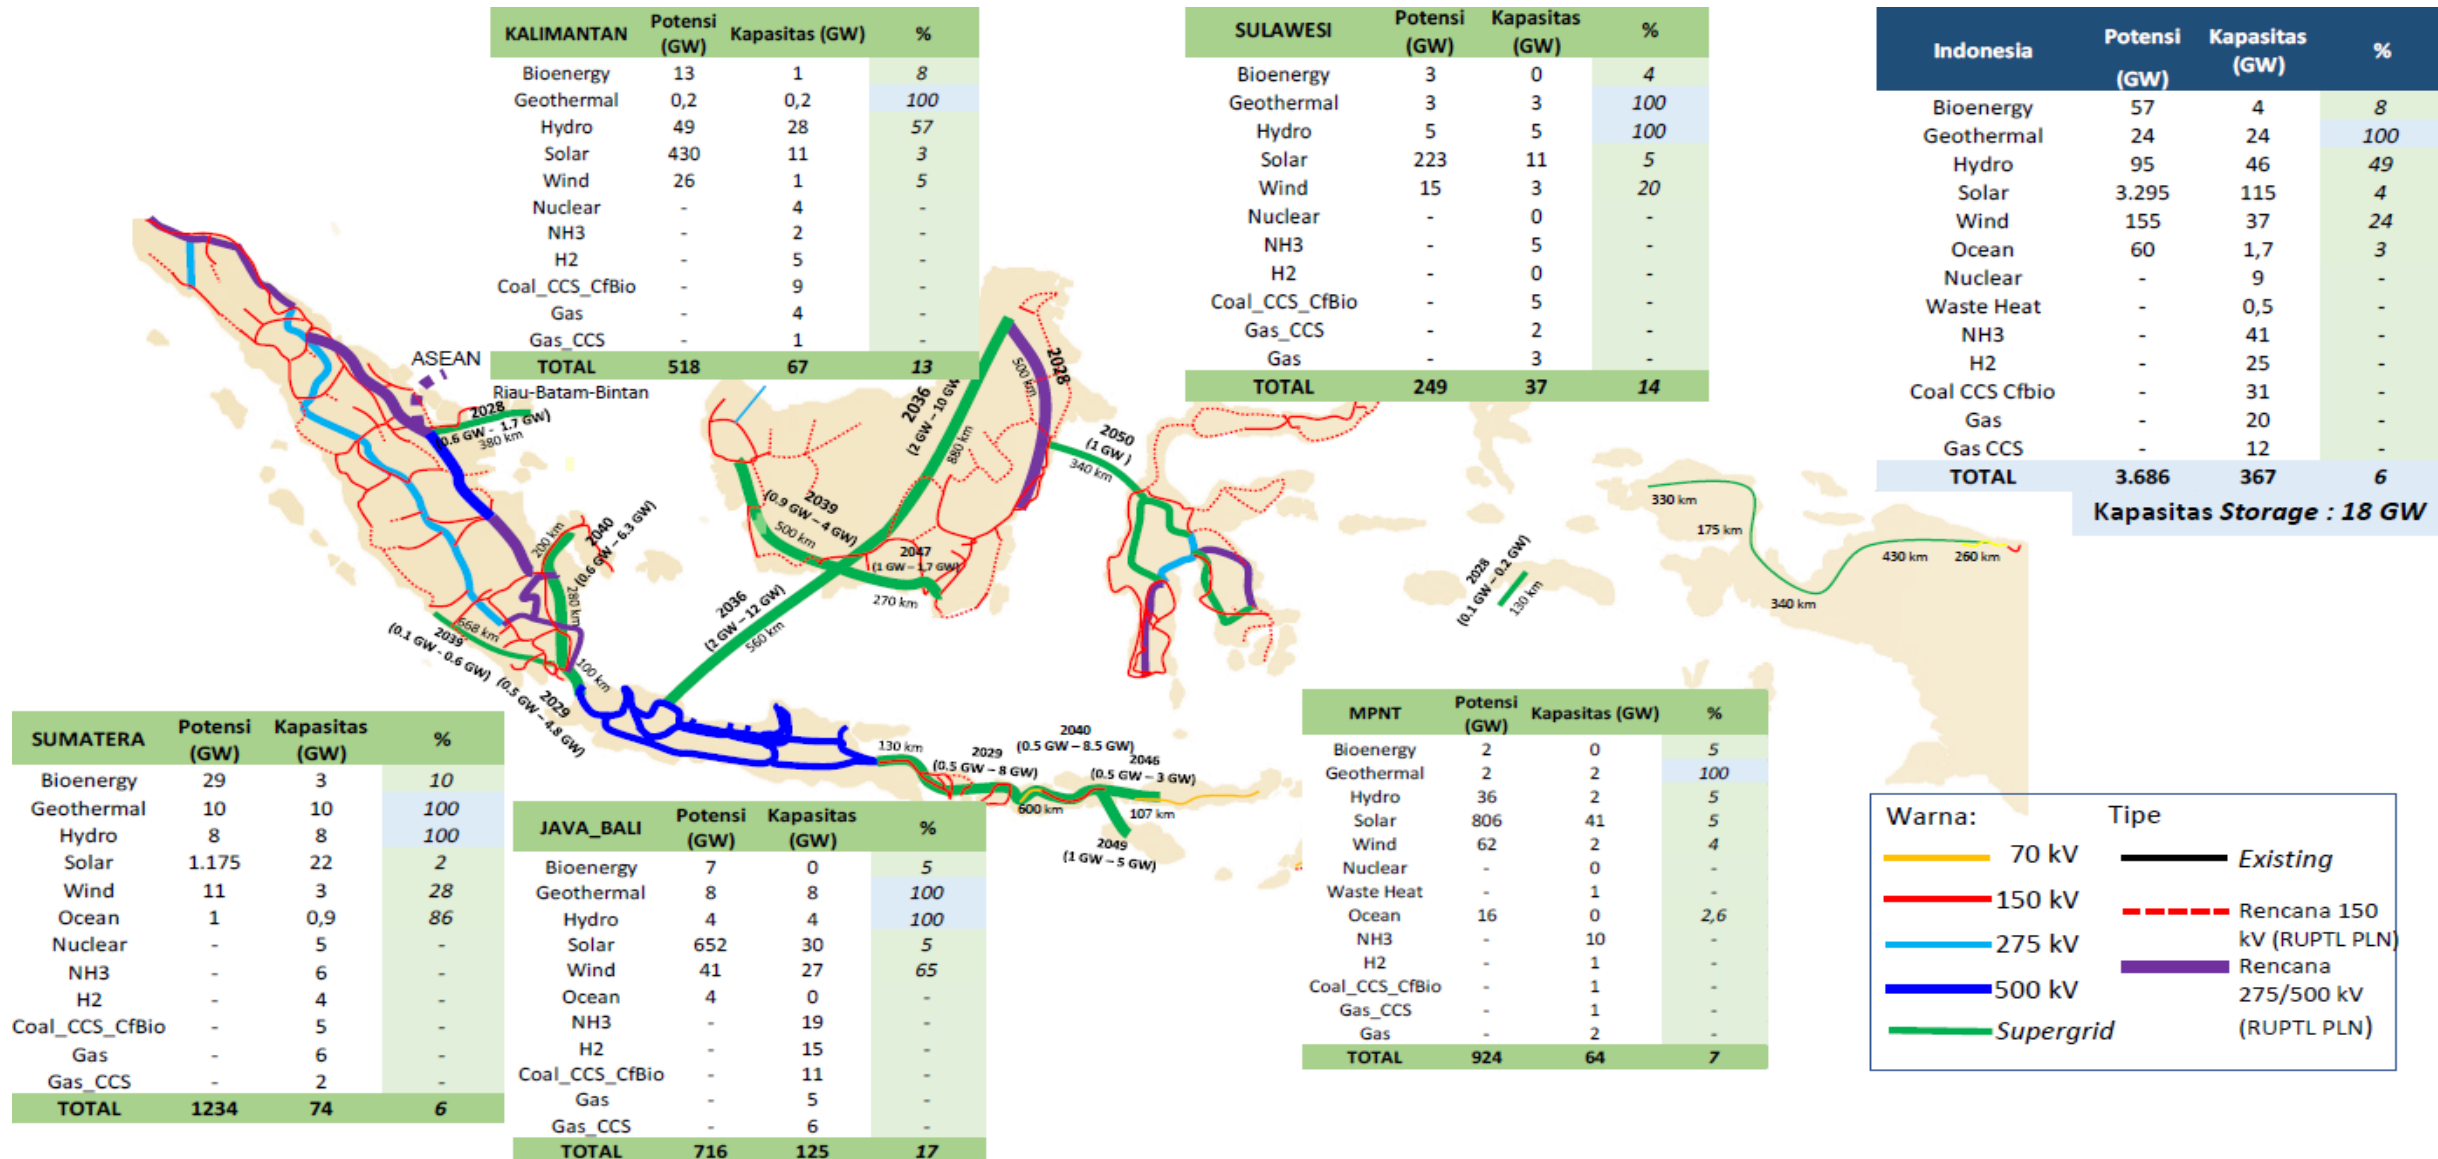 KALIMANTAN Potensi (GW) Kapasitas (GW) %
Bioenergy 13 1 8
Geothermal 0,2 0,2 100
Hydro 49 28 57
Solar 430 11 3
Wind 26 1 5
Nuclear - 4 -
NH3 - 2 -
H2 - 5 -
Coal_CCS_CfBio - 9 -
Gas - 4 -
Gas_CCS - 1 -
TOTAL 518 67 13
SULAWESI Potensi (GW) Kapasitas (GW) %
Bioenergy 3 0 4
Geothermal 3 3 100
Hydro 5 5 100
Solar 223 11 5
Wind 15 3 20
Nuclear - 0 -
NH3 - 5 -
H2 - 0 -
Coal_CCS_CfBio - 5 -
Gas_CCS - 2 -
Gas - 3 -
TOTAL 249 37 14
Indonesia Potensi (GW) Kapasitas (GW) %
Bioenergy 57 4 8
Geothermal 24 24 100
Hydro 95 46 49
Solar 3.295 115 4
Wind 155 37 24
Ocean 60 1,7 3
Nuclear - 9 -
Waste Heat - 0,5 -
NH3 - 41 -
H2 - 25 -
Coal CCS Cfbio - 31 -
Gas - 20 -
Gas CCS - 12 -
TOTAL 3.686 367 6
Kapasitas Storage : 18 GW
ASEAN
Riau-Batam-Bintan
2028
(0.6 GW - 1.7 GW)
380 km
2036
(2 GW – 10 GW)
880 km
500 km
2028
2050
(1 GW )
340 km
2039
(0.9 GW – 4 GW)
500 km
2047
(1 GW – 1,7 GW)
270 km
2036
(2 GW – 12 GW)
560 km
200 km
2040
(0.6 GW – 6.3 GW)
280 km
568 km
2039
(0.1 GW - 0.6 GW)
100 km
2029
(0.5 GW – 4.8 GW)
330 km
175 km
430 km
260 km
340 km
2028
(0.1 GW – 0.2 GW)
130 km
130 km
2029
(0.5 GW – 8 GW)
2040
(0.5 GW – 8.5 GW)
2046
(0.5 GW – 3 GW)
600 km
107 km
2049
(1 GW – 5 GW)
SUMATERA Potensi (GW) Kapasitas (GW) %
Bioenergy 29 3 10
Geothermal 10 10 100
Hydro 8 8 100
Solar 1.175 22 2
Wind 11 3 28
Ocean 1 0,9 86
Nuclear - 5 -
NH3 - 6 -
H2 - 4 -
Coal_CCS_CfBio - 5 -
Gas - 6 -
Gas_CCS - 2 -
TOTAL 1234 74 6
JAVA_BALI Potensi (GW) Kapasitas (GW) %
Bioenergy 7 0 5
Geothermal 8 8 100
Hydro 4 4 100
Solar 652 30 5
Wind 41 27 65
Ocean 4 0 -
NH3 - 19 -
H2 - 15 -
Coal_CCS_CfBio - 11 -
Gas - 5 -
Gas_CCS - 6 -
TOTAL 716 125 17
MPNT Potensi (GW) Kapasitas (GW) %
Bioenergy 2 0 5
Geothermal 2 2 100
Hydro 36 2 5
Solar 806 41 5
Wind 62 2 4
Nuclear - 0 -
Waste Heat - 1 -
Ocean 16 0 2,6
NH3 - 10 -
H2 - 1 -
Coal_CCS_CfBio - 1 -
Gas_CCS - 1 -
Gas - 2 -
TOTAL 924 64 7
Warna: Tipe
70 kV
150 kV
275 kV
500 kV
Supergrid
Existing
Rencana 150
kV (RUPTL PLN)
Rencana
275/500 kV
(RUPTL PLN)